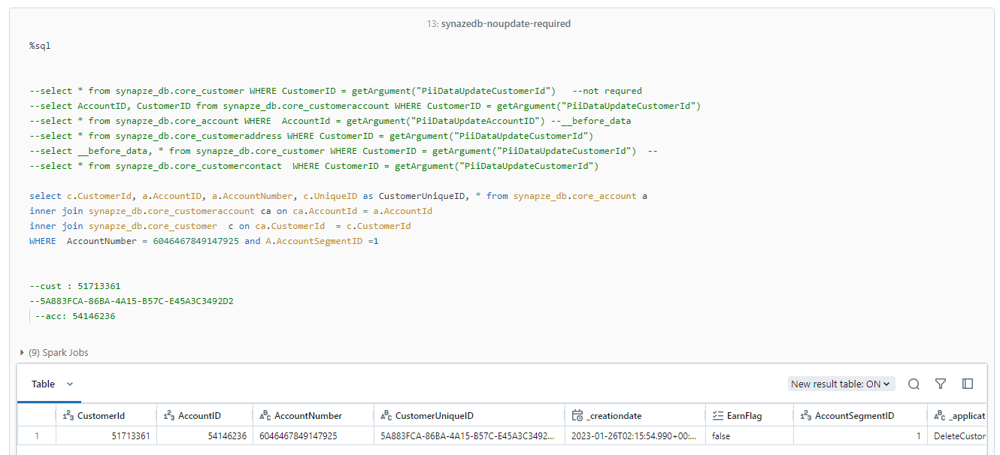 13: synazedb-noupdate-required
%sql
--select * from synapze_db.core_customer WHERE CustomerID = getArgument("PiiDataUpdateCustomerId")   --not requred
--select AccountID, CustomerID from synapze_db.core_customeraccount WHERE CustomerID = getArgument("PiiDataUpdateCustomerId")
--select * from synapze_db.core_account WHERE  AccountId = getArgument("PiiDataUpdateAccountID") --__before_data
--select * from synapze_db.core_customeraddress WHERE CustomerID = getArgument("PiiDataUpdateCustomerId")
--select __before_data, * from synapze_db.core_customer WHERE CustomerID = getArgument("PiiDataUpdateCustomerId")  --
--select * from synapze_db.core_customercontact  WHERE CustomerID = getArgument("PiiDataUpdateCustomerId")
select c.CustomerId, a.AccountID, a.AccountNumber, c.UniqueID as CustomerUniqueID, * from synapze_db.core_account a
inner join synapze_db.core_customeraccount ca on ca.AccountId = a.AccountId
inner join synapze_db.core_customer  c on ca.CustomerId  = c.CustomerId
WHERE  AccountNumber = 6046467849147925 and A.AccountSegmentID =1
--cust : 51713361
--5A883FCA-86BA-4A15-B57C-E45A3C3492D2
--acc: 54146236
(9) Spark Jobs
Table New result table: ON
CustomerId AccountID AccountNumber CustomerUniqueID _creationdate EarnFlag AccountSegmentID _applicat
1 51713361 54146236 6046467849147925 5A883FCA-86BA-4A15-B57C-E45A3C3492... 2023-01-26T02:15:54.990+00:... false 1 DeleteCustor